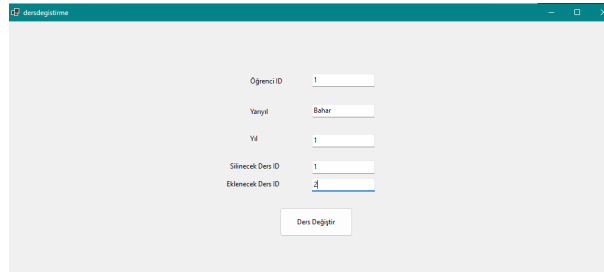 dersdegistirme
Öğrenci ID 1
Yarıyıl Bahar
Yıl 1
Silinecek Ders ID 1
Eklenecek Ders ID 2
Ders Değiştir